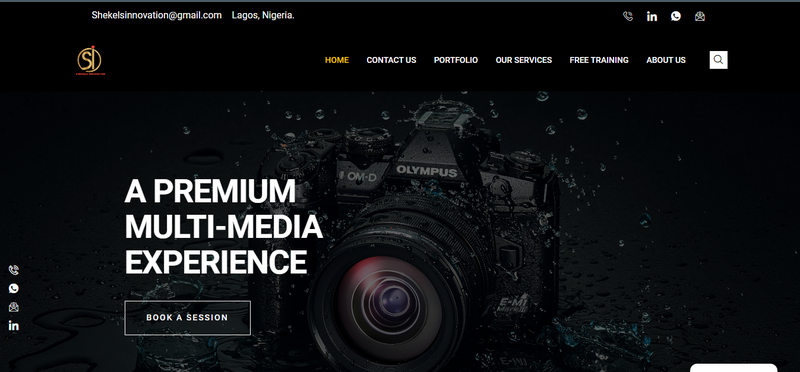 Shekelsinnovation@gmail.com Lagos, Nigeria.
SI
HOME CONTACT US PORTFOLIO OUR SERVICES FREE TRAINING ABOUT US
OLYMPUS
OM-D
A PREMIUM
MULTI-MEDIA
EXPERIENCE
BOOK A SESSION
E-M1